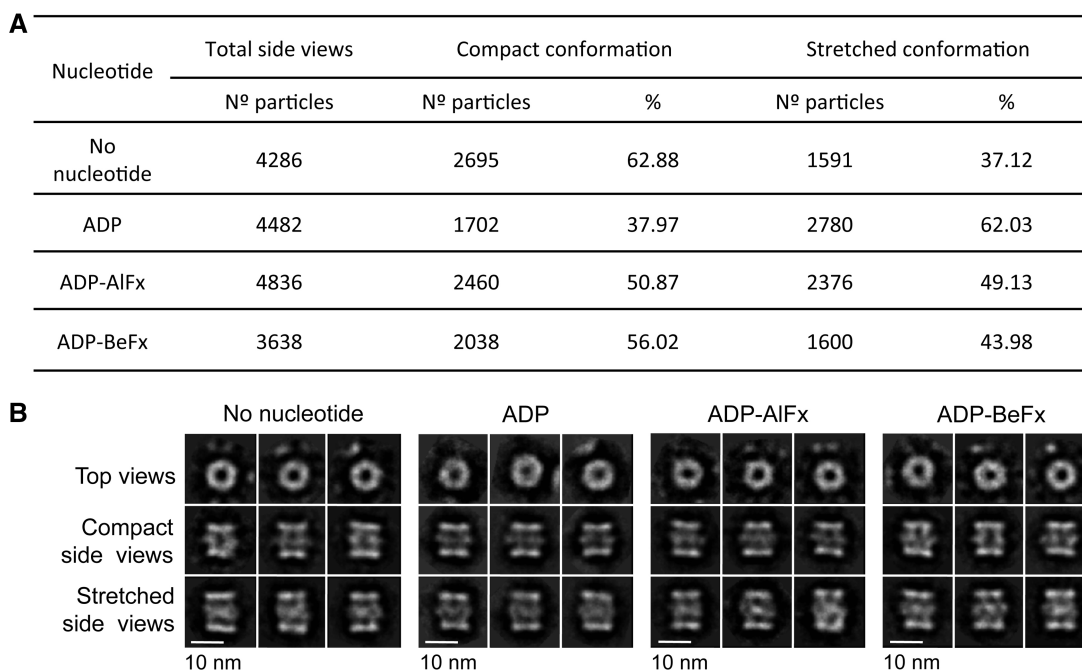 A
Nucleotide Total side views Compact conformation Stretched conformation
Nº particles Nº particles % Nº particles %
No nucleotide 4286 2695 62.88 1591 37.12
ADP 4482 1702 37.97 2780 62.03
ADP-AlFx 4836 2460 50.87 2376 49.13
ADP-BeFx 3638 2038 56.02 1600 43.98
B
No nucleotide ADP ADP-AlFx ADP-BeFx
Top views
Compact
side views
Stretched
side views
10 nm 10 nm 10 nm 10 nm